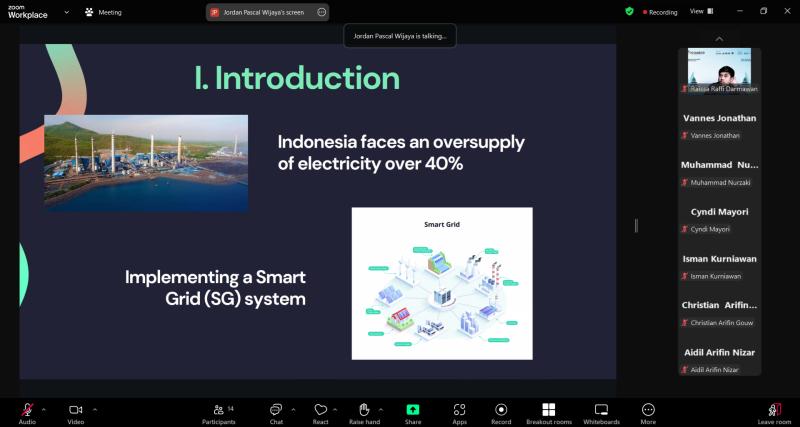 zoom
Workplace
Meeting
JP
Jordan Pascal Wijaya's screen
Recording
View
Jordan Pascal Wijaya is talking...
I. Introduction
Indonesia faces an oversupply
of electricity over 40%
Smart Grid
Implementing a Smart
Grid (SG) system
Raissa Raffi Darmawan
Vannes Jonathan
Vannes Jonathan
Muhammad Nu...
Muhammad Nurzaki
Cyndi Mayori
Cyndi Mayori
Isman Kurniawan
Isman Kurniawan
Christian Arifin...
Christian Arifin Gouw
Aidil Arifin Nizar
Aidil Arifin Nizar
Audio
Video
Participants
14
Chat
React
Raise hand
Share
Apps
Record
Breakout rooms
Whiteboards
More
Leave room